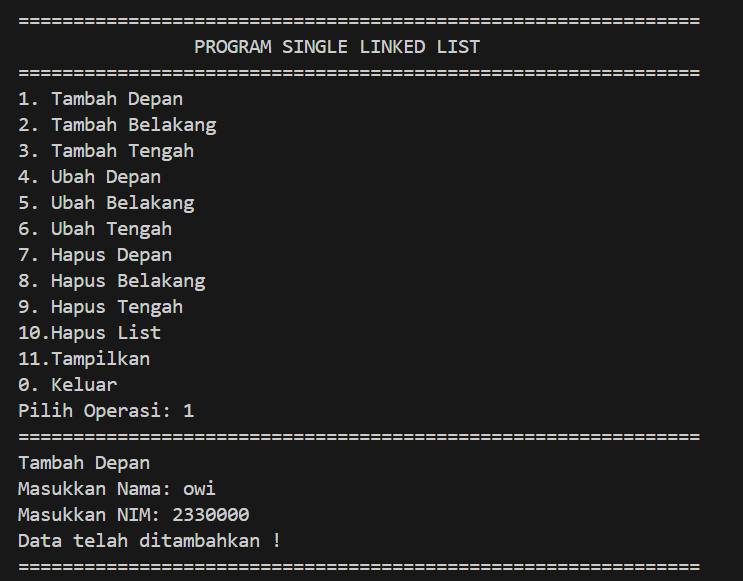 ==============================================================
PROGRAM SINGLE LINKED LIST
==============================================================
1. Tambah Depan
2. Tambah Belakang
3. Tambah Tengah
4. Ubah Depan
5. Ubah Belakang
6. Ubah Tengah
7. Hapus Depan
8. Hapus Belakang
9. Hapus Tengah
10.Hapus List
11.Tampilkan
0. Keluar
Pilih Operasi: 1
==============================================================
Tambah Depan
Masukkan Nama: owi
Masukkan NIM: 2330000
Data telah ditambahkan !
==============================================================